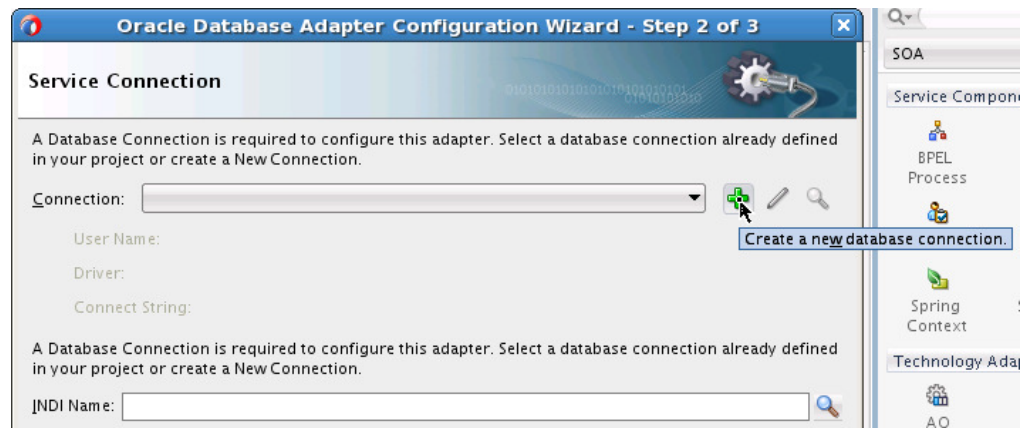 Oracle Database Adapter Configuration Wizard - Step 2 of 3
Service Connection
A Database Connection is required to configure this adapter. Select a database connection already defined
in your project or create a New Connection.
Connection:
Create a new database connection.
User Name:
Driver:
Connect String:
A Database Connection is required to configure this adapter. Select a database connection already defined
in your project or create a New Connection.
JNDI Name:
SOA
Service Compon
BPEL
Process
Spring
Context
Technology Adap
AQ